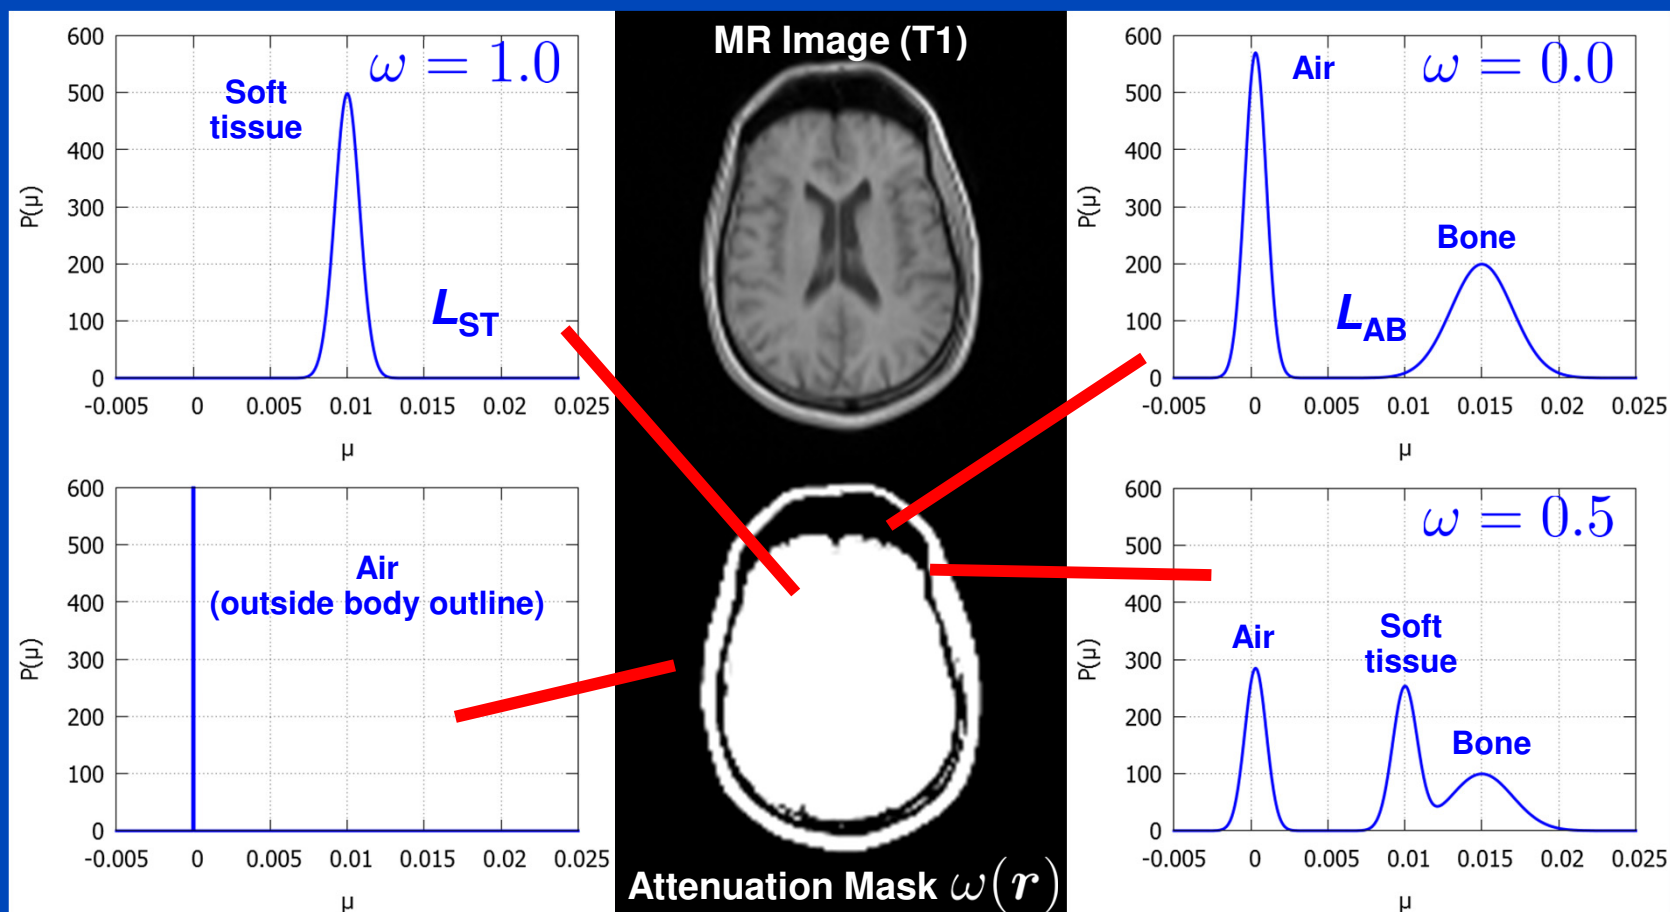 600
500
400
300
200
100
0
P(μ)
ω = 1.0
Soft
tissue
L_ST
-0.005 0 0.005 0.01 0.015 0.02 0.025
μ
MR Image (T1)
600
500
400
300
200
100
0
P(μ)
Air
ω = 0.0
Bone
L_AB
-0.005 0 0.005 0.01 0.015 0.02 0.025
μ
600
500
400
300
200
100
0
P(μ)
Air
(outside body outline)
-0.005 0 0.005 0.01 0.015 0.02 0.025
μ
Attenuation Mask ω(r)
600
500
400
300
200
100
0
P(μ)
ω = 0.5
Air
Soft
tissue
Bone
-0.005 0 0.005 0.01 0.015 0.02 0.025
μ